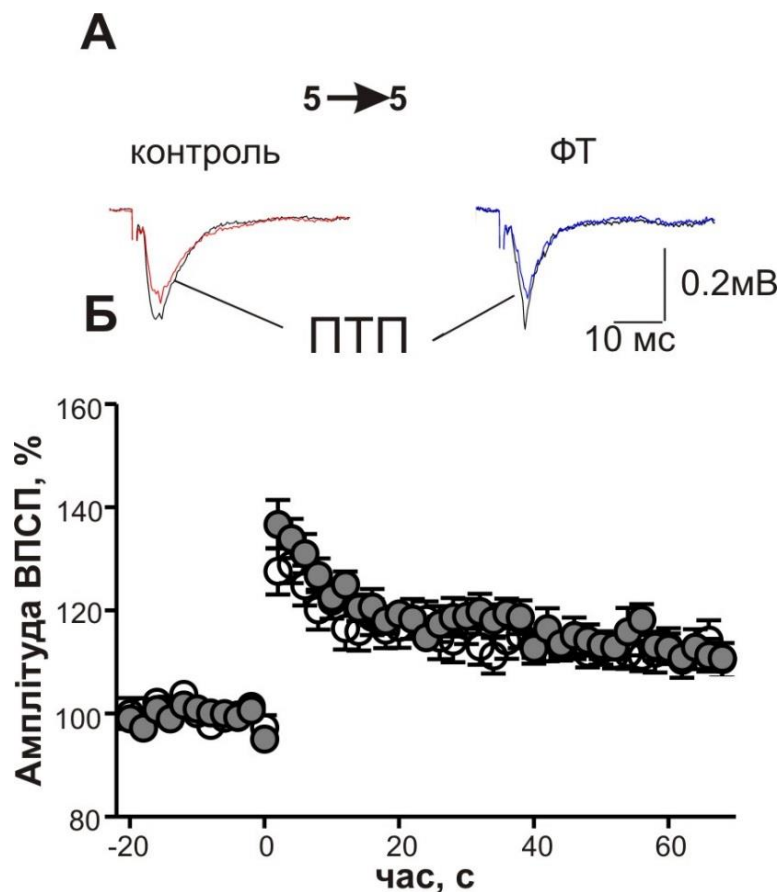 А
5 5
контроль ФТ
0.2мВ
10 мс
ПТП
Б
Амплітуда ВПСП, %
160
140
120
100
80
-20 0 20 40 60
час, с